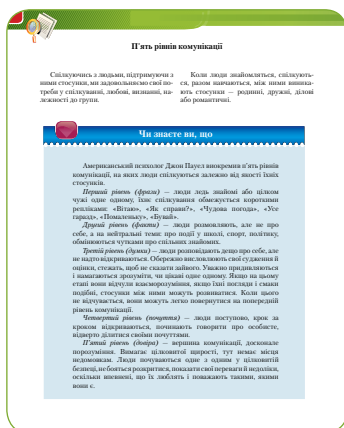 П'ять рівнів комунікації
Спілкуючись з людьми, підтримуючи з
ними стосунки, ми задовольняємо свої по-
треби у спілкуванні, любові, визнанні, на-
лежності до групи.
Коли люди знайомляться, спілкують-
ся, разом навчаються, між ними виника-
ють стосунки — родинні, дружні, ділові
або романтичні.
Чи знаєте ви, що
Американський психолог Джон Пауел виокремив п'ять рівнів
комунікації, на яких люди спілкуються залежно від якості їхніх
стосунків.
Перший рівень (фрази) — люди ледь знайомі або цілком
чужі одне одному, їхнє спілкування обмежується короткими
репліками: «Вітаю», «Як справи?», «Чудова погода», «Усе
гаразд», «Помаленьку», «Бувай».
Другий рівень (факти) — люди розмовляють, але не про
себе, а на нейтральні теми: про події у школі, спорт, політику,
обмінюються чутками про спільних знайомих.
Третій рівень (думки) — люди розповідають дещо про себе, але
не надто відкриваються. Обережно висловлюють свої судження й
оцінки, стежать, щоб не сказати зайвого. Уважно придивляються
і намагаються зрозуміти, чи цікаві одне одному. Якщо на цьому
етапі вони відчули взаєморозуміння, якщо їхні погляди і смаки
подібні, стосунки між ними можуть розвиватися. Коли цього
не відчувається, вони можуть легко повернутися на попередній
рівень комунікації.
Четвертий рівень (почуття) — люди поступово, крок за
кроком відкриваються, починають говорити про особисте,
відверто ділитися своїми почуттями.
П'ятий рівень (довіра) — вершина комунікації, досконале
порозуміння. Вимагає цілковитої щирості, тут немає місця
недомовкам. Люди почуваються одне з одним у цілковитій
безпеці, не бояться розкритися, показати свої переваги й недоліки,
оскільки впевнені, що їх люблять і поважають такими, якими
вони є.